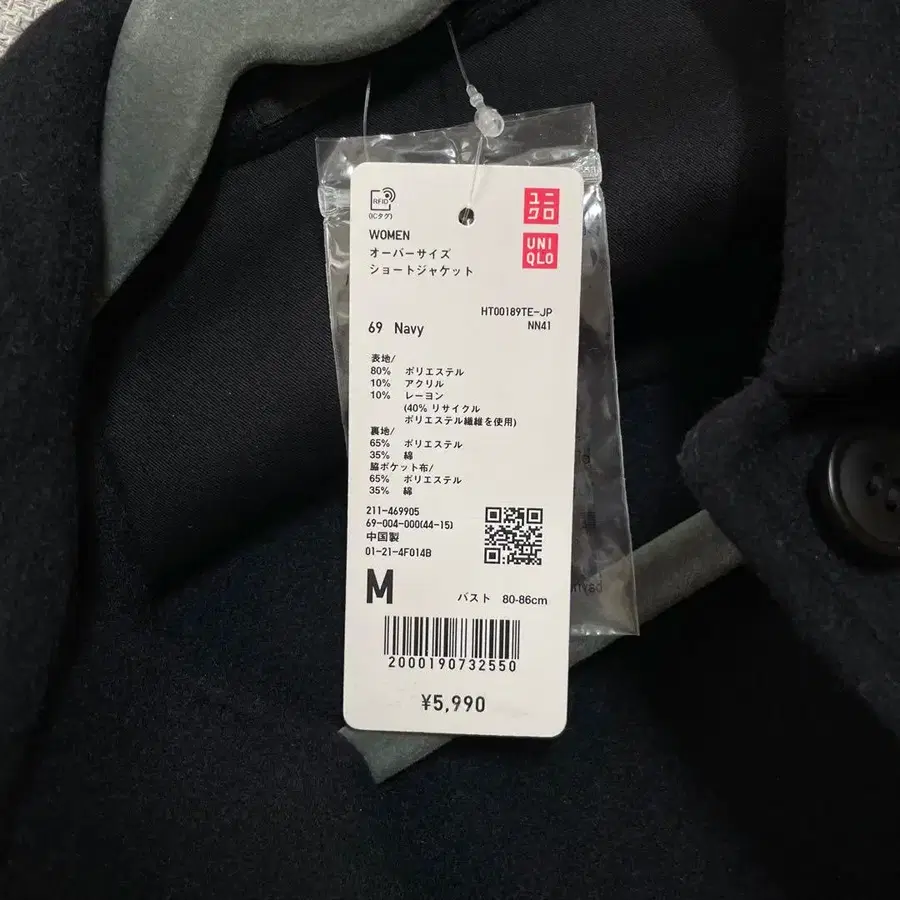 RFID
(ICタグ)
ユニ
クロ
UNI
QLO
WOMEN
オーバーサイズ
ショートジャケット
HT00189TE-JP
69 Navy
NN41
表地/
80% ポリエステル
10% アクリル
10% レーヨン
(40% リサイクル
ポリエステル繊維を使用)
裏地/
65% ポリエステル
35% 綿
脇ポケット布/
65% ポリエステル
35% 綿
211-469905
69-004-000(44-15)
中国製
01-21-4F014B
M バスト 80-86cm
2000190732550
¥5,990